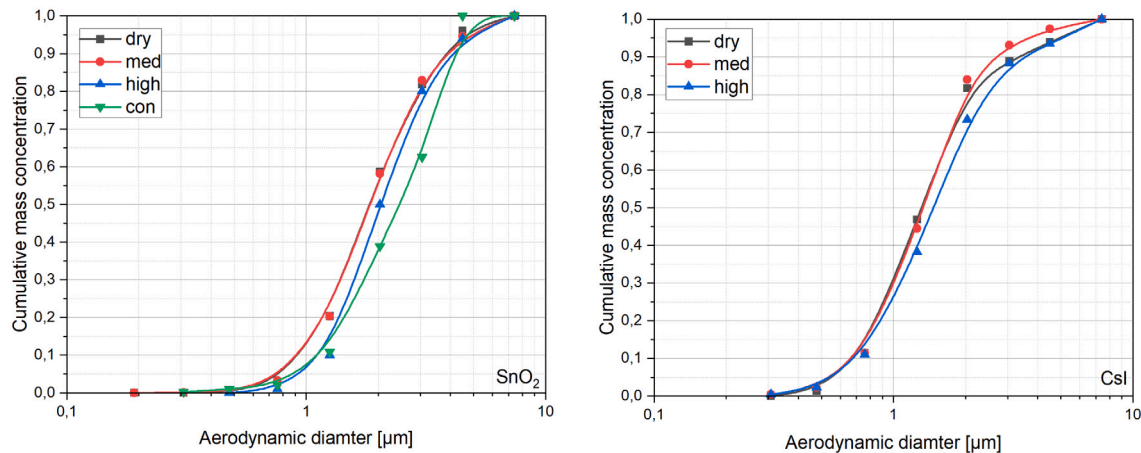 Cumulative mass concentration
1,0
0,9
0,8
0,7
0,6
0,5
0,4
0,3
0,2
0,1
0,0
dry
med
high
con
SnO2
0,1
1
10
Aerodynamic diamter [µm]
Cumulative mass concentration
1,0
0,9
0,8
0,7
0,6
0,5
0,4
0,3
0,2
0,1
0,0
dry
med
high
CsI
0,1
1
10
Aerodynamic diamter [µm]